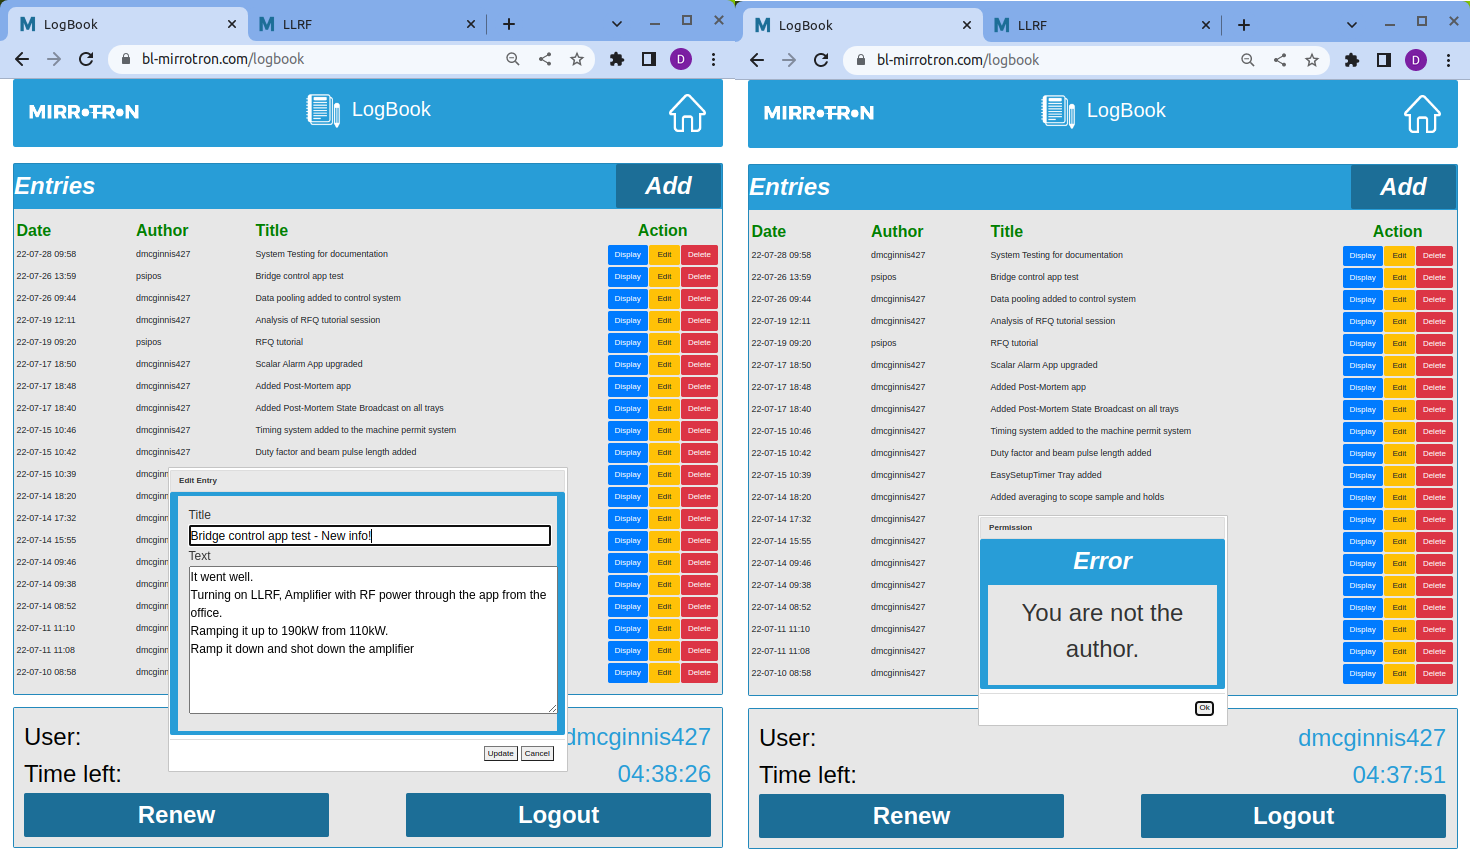 LogBook
LLRF
bl-mirrotron.com/logbook
D
MIRROTRON
LogBook
Entries
Add
Date Author Title Action
22-07-28 09:58 dmcginnis427 System Testing for documentation Display Edit Delete
22-07-26 13:59 psipos Bridge control app test Display Edit Delete
22-07-26 09:44 dmcginnis427 Data pooling added to control system Display Edit Delete
22-07-19 12:11 dmcginnis427 Analysis of RFQ tutorial session Display Edit Delete
22-07-19 09:20 psipos RFQ tutorial Display Edit Delete
22-07-17 18:50 dmcginnis427 Scalar Alarm App upgraded Display Edit Delete
22-07-17 18:48 dmcginnis427 Added Post-Mortem app Display Edit Delete
22-07-17 18:40 dmcginnis427 Added Post-Mortem State Broadcast on all trays Display Edit Delete
22-07-15 10:46 dmcginnis427 Timing system added to the machine permit system Display Edit Delete
22-07-15 10:42 dmcginnis427 Duty factor and beam pulse length added Display Edit Delete
22-07-15 10:39 dmcginn Display Edit Delete
22-07-14 18:20 dmcginn Display Edit Delete
22-07-14 17:32 dmcginn Display Edit Delete
22-07-14 15:55 dmcginn Display Edit Delete
22-07-14 09:46 dmcginn Display Edit Delete
22-07-14 09:38 dmcginn Display Edit Delete
22-07-14 08:52 dmcginn Display Edit Delete
22-07-11 11:10 dmcginn Display Edit Delete
22-07-11 11:08 dmcginn Display Edit Delete
22-07-10 08:58 dmcginn Display Edit Delete
Edit Entry
Title
Bridge control app test - New info!
Text
It went well.
Turning on LLRF, Amplifier with RF power through the app from the
office.
Ramping it up to 190kW from 110kW.
Ramp it down and shot down the amplifier
Update Cancel
User: dmcginnis427
Time left: 04:38:26
Renew Logout
LogBook
LLRF
bl-mirrotron.com/logbook
D
MIRROTRON
LogBook
Entries
Add
Date Author Title Action
22-07-28 09:58 dmcginnis427 System Testing for documentation Display Edit Delete
22-07-26 13:59 psipos Bridge control app test Display Edit Delete
22-07-26 09:44 dmcginnis427 Data pooling added to control system Display Edit Delete
22-07-19 12:11 dmcginnis427 Analysis of RFQ tutorial session Display Edit Delete
22-07-19 09:20 psipos RFQ tutorial Display Edit Delete
22-07-17 18:50 dmcginnis427 Scalar Alarm App upgraded Display Edit Delete
22-07-17 18:48 dmcginnis427 Added Post-Mortem app Display Edit Delete
22-07-17 18:40 dmcginnis427 Added Post-Mortem State Broadcast on all trays Display Edit Delete
22-07-15 10:46 dmcginnis427 Timing system added to the machine permit system Display Edit Delete
22-07-15 10:42 dmcginnis427 Duty factor and beam pulse length added Display Edit Delete
22-07-15 10:39 dmcginnis427 EasySetupTimer Tray added Display Edit Delete
22-07-14 18:20 dmcginnis427 Added averaging to scope sample and holds Display Edit Delete
22-07-14 17:32 dmcginnis427 Display Edit Delete
22-07-14 15:55 dmcginnis427 Display Edit Delete
22-07-14 09:46 dmcginnis427 Display Edit Delete
22-07-14 09:38 dmcginnis427 Display Edit Delete
22-07-14 08:52 dmcginnis427 Display Edit Delete
22-07-11 11:10 dmcginnis427 Display Edit Delete
22-07-11 11:08 dmcginnis427 Display Edit Delete
22-07-10 08:58 dmcginnis427 Display Edit Delete
Permission
Error
You are not the
author.
Ok
User: dmcginnis427
Time left: 04:37:51
Renew Logout